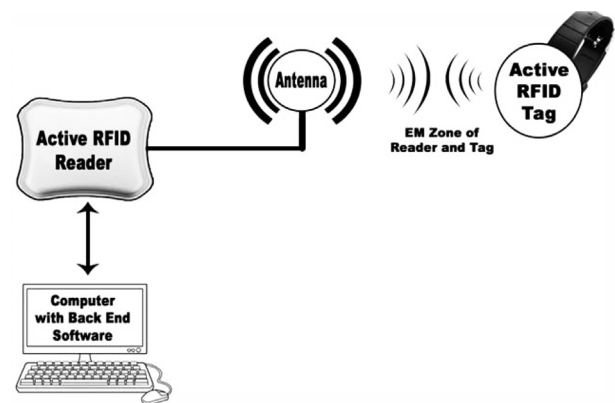 Antenna
Active
RFID
Tag
EM Zone of
Reader and Tag
Active RFID
Reader
Computer
with Back End
Software